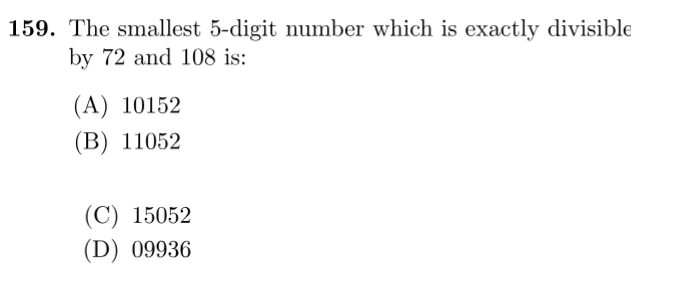 159. The smallest 5-digit number which is exactly divisible
by 72 and 108 is:
(A) 10152
(B) 11052
(C) 15052
(D) 09936